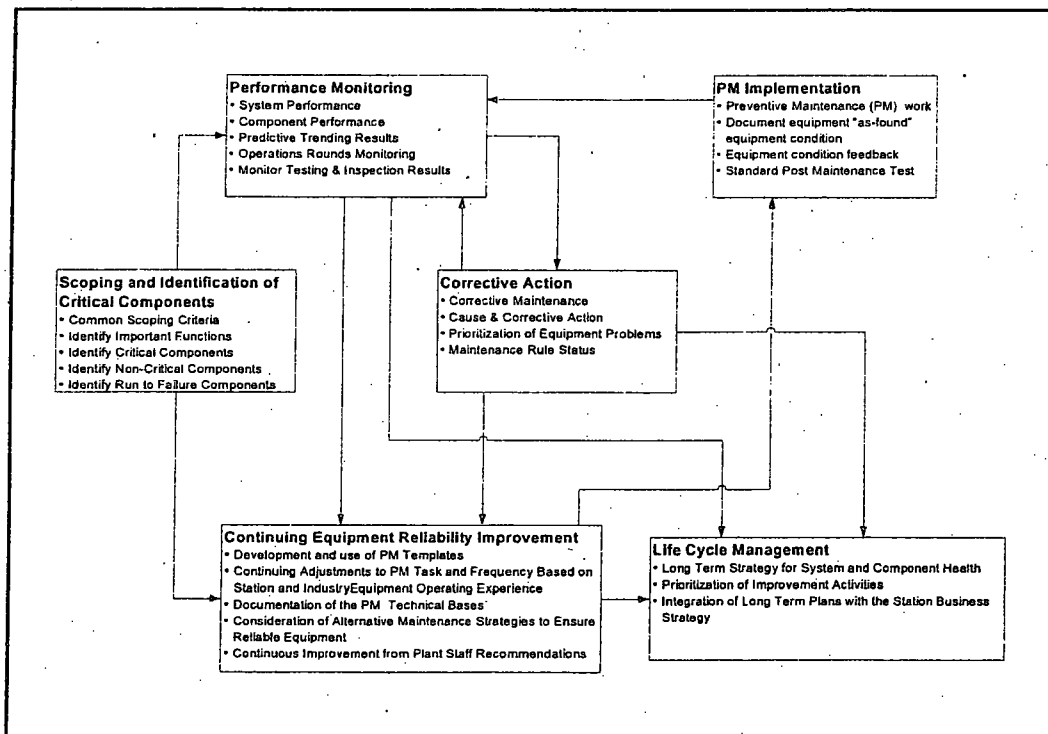 Performance Monitoring
• System Performance
• Component Performance
• Predictive Trending Results
• Operations Rounds Monitoring
• Monitor Testing & Inspection Results
PM Implementation
• Preventive Maintenance (PM) work
• Document equipment "as-found"
equipment condition
• Equipment condition feedback
• Standard Post Maintenance Test
Scoping and Identification of
Critical Components
• Common Scoping Criteria
• Identify Important Functions
• Identify Critical Components
• Identify Non-Critical Components
• Identify Run to Failure Components
Corrective Action
• Corrective Maintenance
• Cause & Corrective Action
• Prioritization of Equipment Problems
• Maintenance Rule Status
Continuing Equipment Reliability Improvement
• Development and use of PM Templates
• Continuing Adjustments to PM Task and Frequency Based on
Station and IndustryEquipment Operating Experience
• Documentation of the PM Technical Bases
• Consideration of Alternative Maintenance Strategies to Ensure
Reliable Equipment
• Continuous Improvement from Plant Staff Recommendations
Life Cycle Management
• Long Term Strategy for System and Component Health
• Prioritization of Improvement Activities
• Integration of Long Term Plans with the Station Business
Strategy